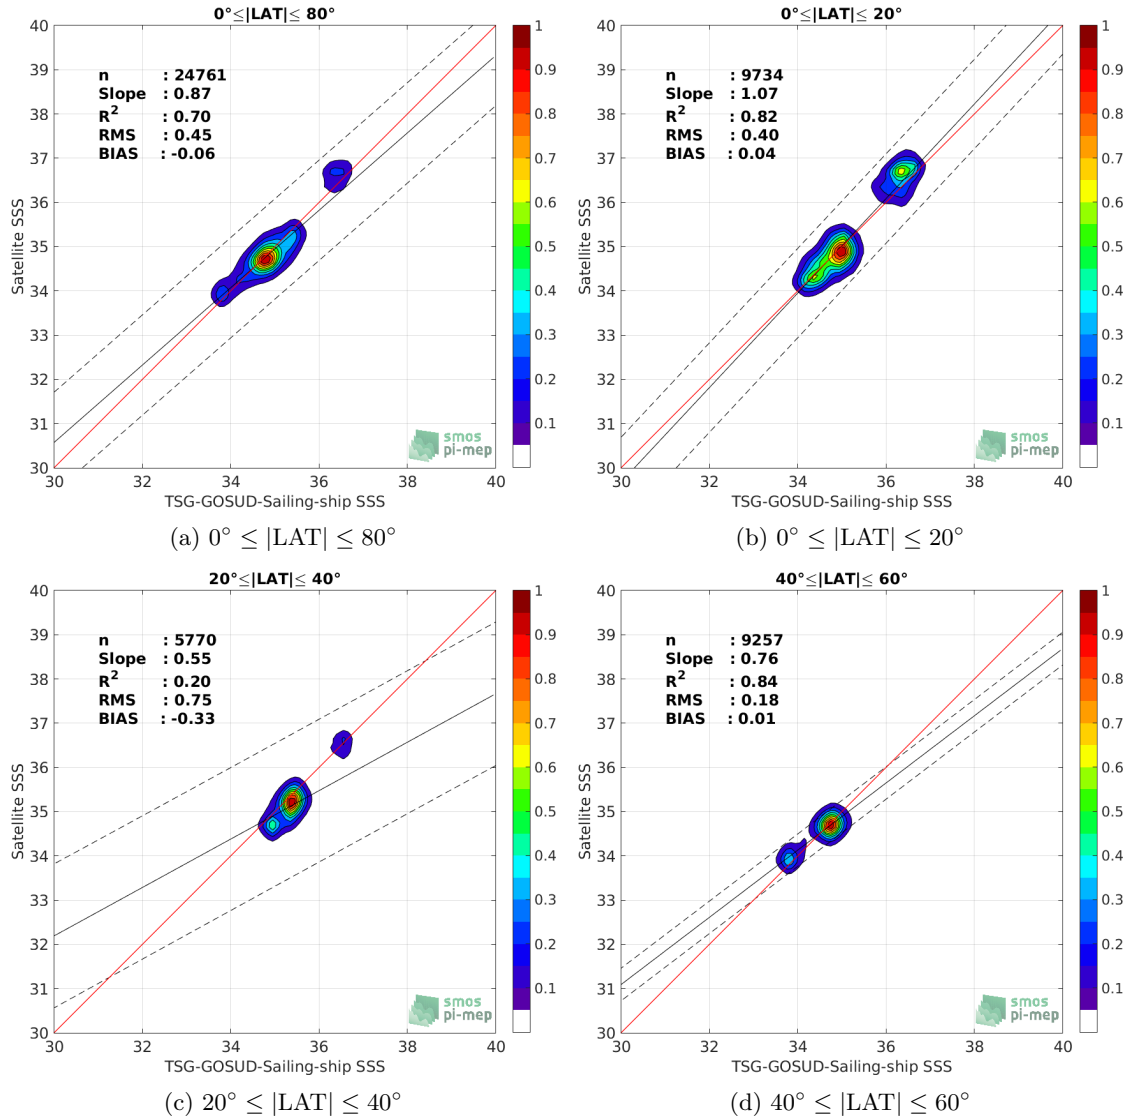 0°≤|LAT|≤ 80°
40
39
38
37
36
35
34
33
32
31
30
Satellite SSS
n : 24761
Slope : 0.87
R² : 0.70
RMS : 0.45
BIAS : -0.06
smos
pi-mep
30 32 34 36 38 40
TSG-GOSUD-Sailing-ship SSS
1
0.9
0.8
0.7
0.6
0.5
0.4
0.3
0.2
0.1
(a) 0° ≤ |LAT| ≤ 80°
0°≤|LAT|≤ 20°
40
39
38
37
36
35
34
33
32
31
30
Satellite SSS
n : 9734
Slope : 1.07
R² : 0.82
RMS : 0.40
BIAS : 0.04
smos
pi-mep
30 32 34 36 38 40
TSG-GOSUD-Sailing-ship SSS
1
0.9
0.8
0.7
0.6
0.5
0.4
0.3
0.2
0.1
(b) 0° ≤ |LAT| ≤ 20°
20°≤|LAT|≤ 40°
40
39
38
37
36
35
34
33
32
31
30
Satellite SSS
n : 5770
Slope : 0.55
R² : 0.20
RMS : 0.75
BIAS : -0.33
smos
pi-mep
30 32 34 36 38 40
TSG-GOSUD-Sailing-ship SSS
1
0.9
0.8
0.7
0.6
0.5
0.4
0.3
0.2
0.1
(c) 20° ≤ |LAT| ≤ 40°
40°≤|LAT|≤ 60°
40
39
38
37
36
35
34
33
32
31
30
Satellite SSS
n : 9257
Slope : 0.76
R² : 0.84
RMS : 0.18
BIAS : 0.01
smos
pi-mep
30 32 34 36 38 40
TSG-GOSUD-Sailing-ship SSS
1
0.9
0.8
0.7
0.6
0.5
0.4
0.3
0.2
0.1
(d) 40° ≤ |LAT| ≤ 60°